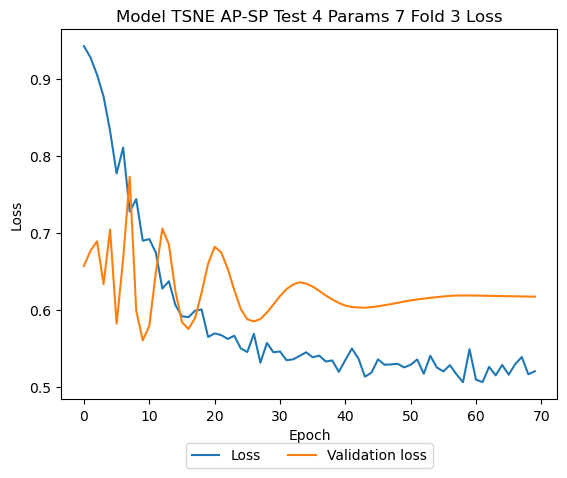 Model TSNE AP-SP Test 4 Params 7 Fold 3 Loss
0.9
0.8
0.7
0.6
0.5
Loss
0 10 20 30 40 50 60 70
Epoch
Loss Validation loss